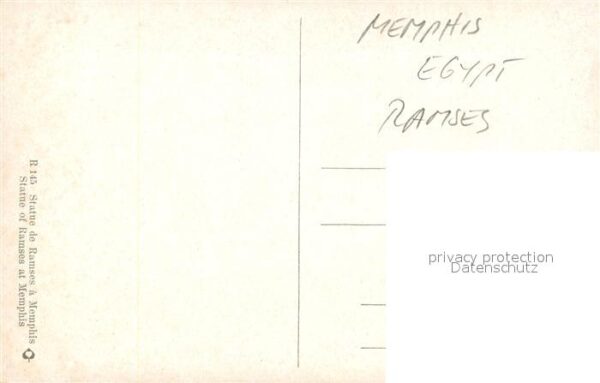 MEMPHIS
EGYPT
RAMSES
R 145 Statue de Ramses à Memphis
Statue of Ramses at Memphis
privacy protection
Datenschutz